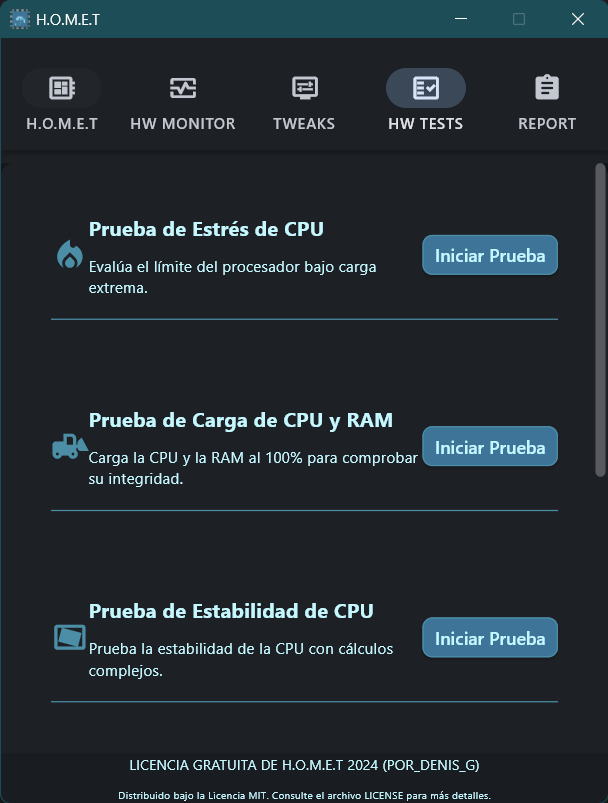 H.O.M.E.T
H.O.M.E.T
HW MONITOR
TWEAKS
HW TESTS
REPORT
Prueba de Estrés de CPU
Evalúa el límite del procesador bajo carga
extrema.
Iniciar Prueba
Prueba de Carga de CPU y RAM
Carga la CPU y la RAM al 100% para comprobar
su integridad.
Iniciar Prueba
Prueba de Estabilidad de CPU
Prueba la estabilidad de la CPU con cálculos
complejos.
Iniciar Prueba
LICENCIA GRATUITA DE H.O.M.E.T 2024 (POR_DENIS_G)
Distribuido bajo la Licencia MIT. Consulte el archivo LICENSE para más detalles.